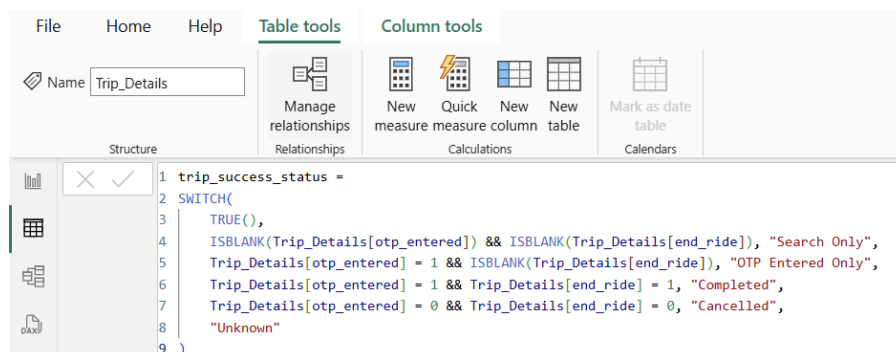 File Home Help Table tools Column tools
Name Trip_Details
Manage relationships
New measure
Quick measure
New column
New table
Mark as date table
Structure Relationships Calculations Calendars
1 trip_success_status =
2 SWITCH(
3 TRUE(),
4 ISBLANK(Trip_Details[otp_entered]) && ISBLANK(Trip_Details[end_ride]), "Search Only",
5 Trip_Details[otp_entered] = 1 && ISBLANK(Trip_Details[end_ride]), "OTP Entered Only",
6 Trip_Details[otp_entered] = 1 && Trip_Details[end_ride] = 1, "Completed",
7 Trip_Details[otp_entered] = 0 && Trip_Details[end_ride] = 0, "Cancelled",
8 "Unknown"
9 )
DAX